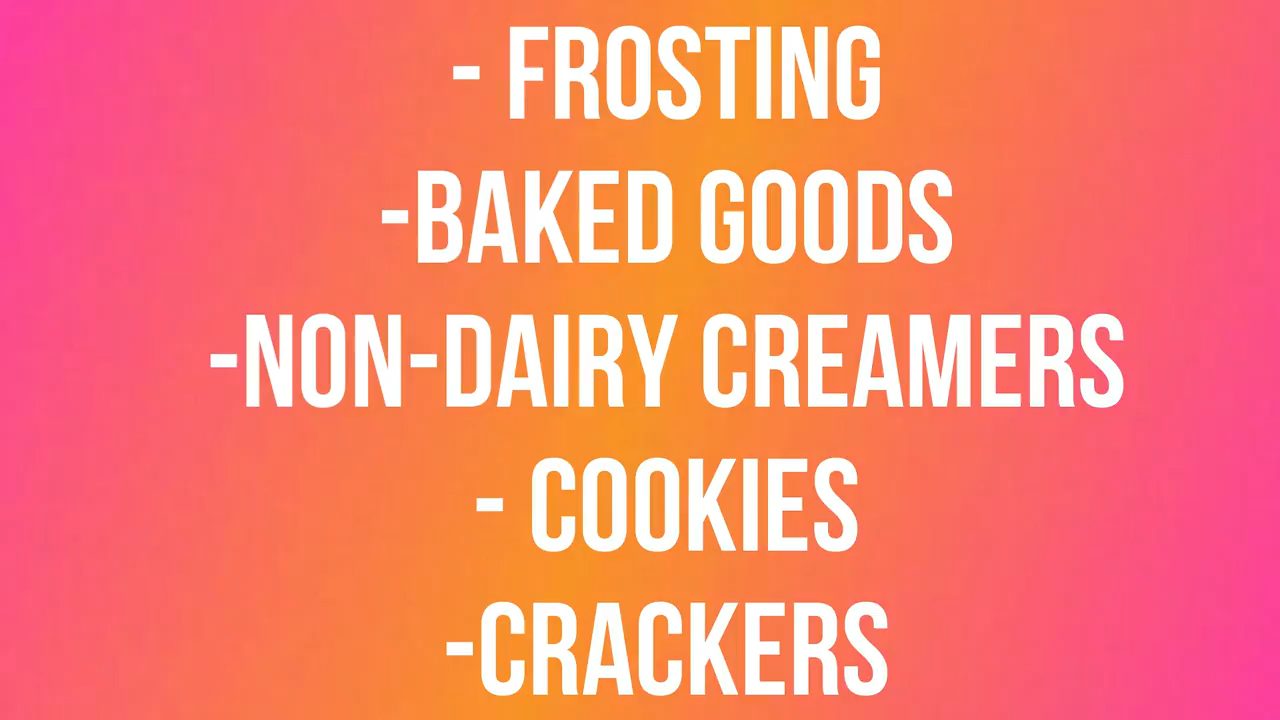 - FROSTING
-BAKED GOODS
-NON-DAIRY CREAMERS
- COOKIES
-CRACKERS